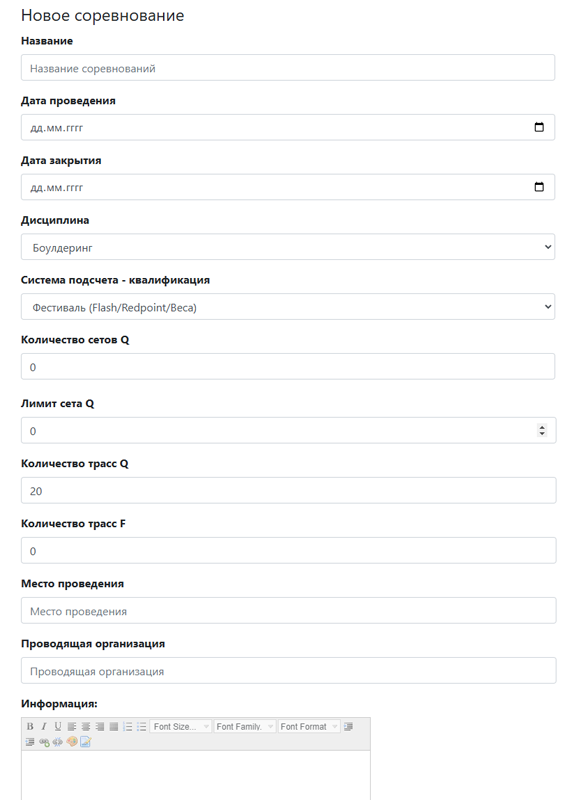 Новое соревнование
Название
Название соревнований
Дата проведения
дд.мм.гггг
Дата закрытия
дд.мм.гггг
Дисциплина
Боулдеринг
Система подсчета - квалификация
Фестиваль (Flash/Redpoint/Веса)
Количество сетов Q
0
Лимит сета Q
0
Количество трасс Q
20
Количество трасс F
0
Место проведения
Место проведения
Проводящая организация
Проводящая организация
Информация:
B I U Font Size... Font Family. Font Format